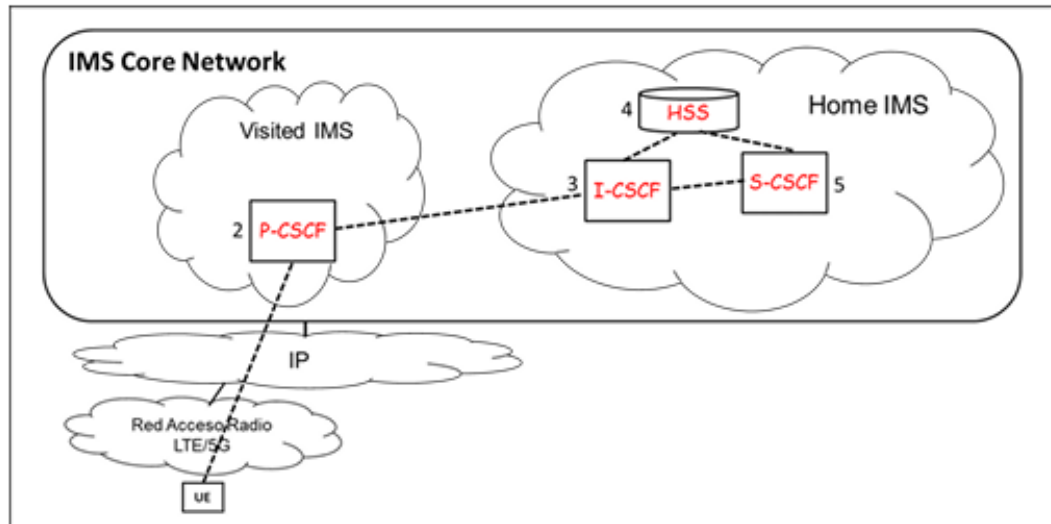 IMS Core Network
Visited IMS
Home IMS
4 HSS
3 I-CSCF
S-CSCF 5
2 P-CSCF
IP
Red Acceso Radio
LTE/5G
UE